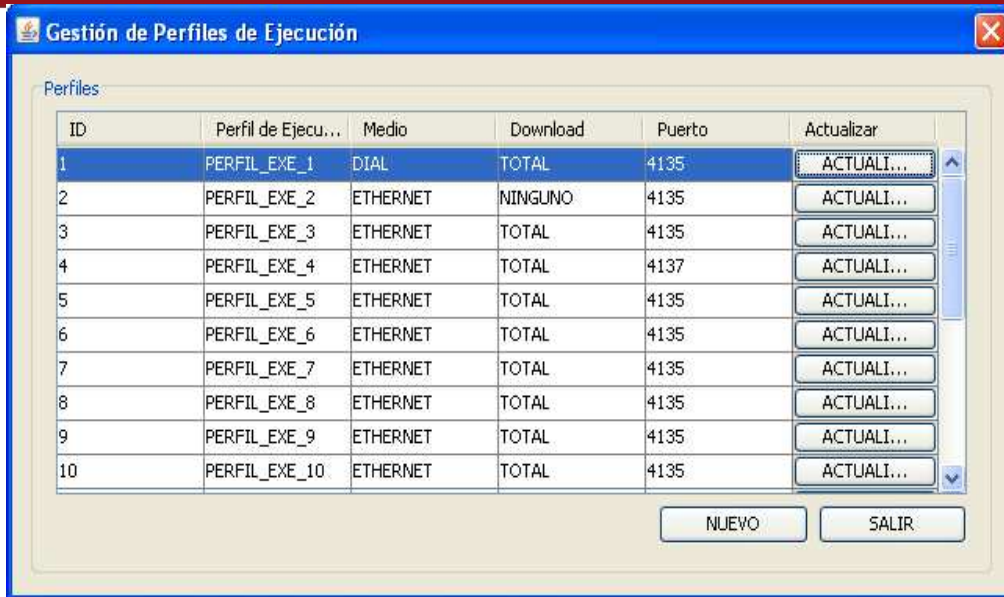 Gestión de Perfiles de Ejecución
Perfiles
ID Perfil de Ejecu... Medio Download Puerto Actualizar
1 PERFIL_EXE_1 DIAL TOTAL 4135 ACTUALI...
2 PERFIL_EXE_2 ETHERNET NINGUNO 4135 ACTUALI...
3 PERFIL_EXE_3 ETHERNET TOTAL 4135 ACTUALI...
4 PERFIL_EXE_4 ETHERNET TOTAL 4137 ACTUALI...
5 PERFIL_EXE_5 ETHERNET TOTAL 4135 ACTUALI...
6 PERFIL_EXE_6 ETHERNET TOTAL 4135 ACTUALI...
7 PERFIL_EXE_7 ETHERNET TOTAL 4135 ACTUALI...
8 PERFIL_EXE_8 ETHERNET TOTAL 4135 ACTUALI...
9 PERFIL_EXE_9 ETHERNET TOTAL 4135 ACTUALI...
10 PERFIL_EXE_10 ETHERNET TOTAL 4135 ACTUALI...
NUEVO SALIR